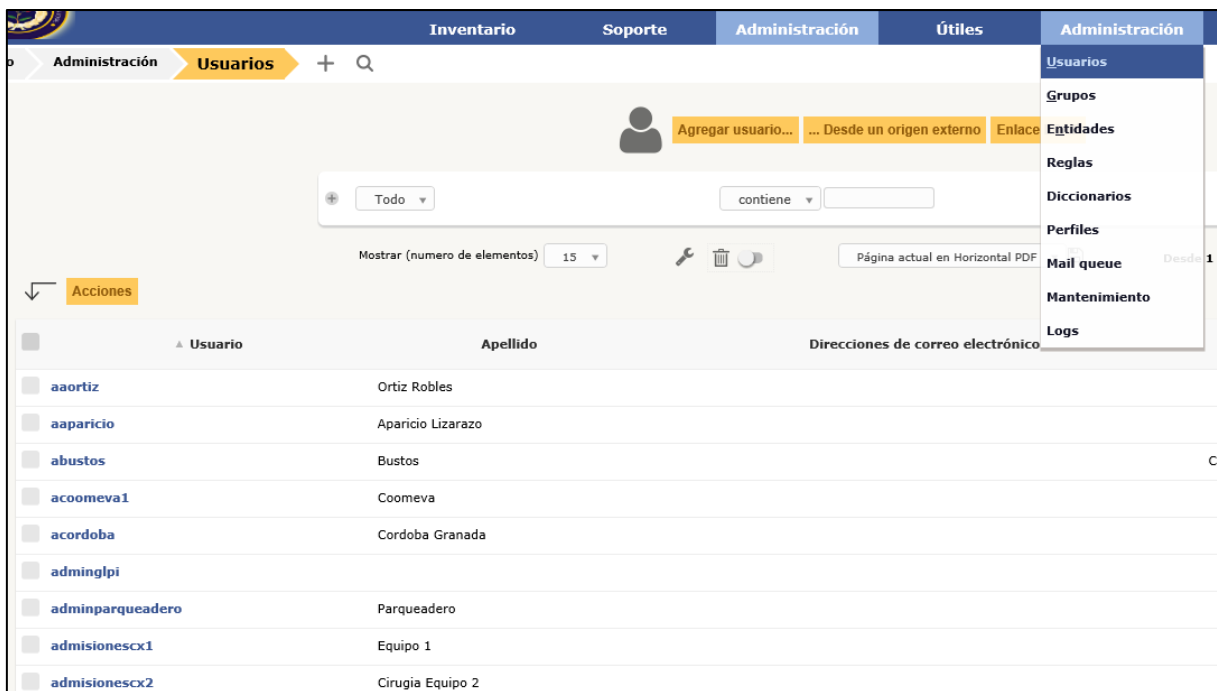 Inventario Soporte Administración Útiles Administración
o Administración Usuarios
Usuarios
Grupos
Entidades
Reglas
Diccionarios
Perfiles
Mail queue
Mantenimiento
Logs
Agregar usuario... ... Desde un origen externo Enlace
Todo contiene
Mostrar (numero de elementos) 15 Página actual en Horizontal PDF Desde 1
Acciones
Usuario Apellido Direcciones de correo electrónico
aaortiz Ortiz Robles
aaparicio Aparicio Lizarazo
abustos Bustos C
acoomeva1 Coomeva
acordoba Cordoba Granada
adminglpi
adminparqueadero Parqueadero
admisionescx1 Equipo 1
admisionescx2 Cirugia Equipo 2